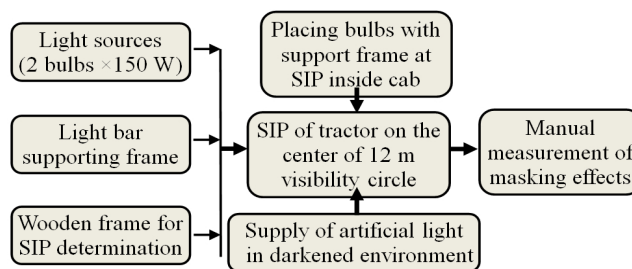 Light sources
(2 bulbs ×150 W)
Light bar
supporting frame
Wooden frame for
SIP determination
Placing bulbs with
support frame at
SIP inside cab
SIP of tractor on the
center of 12 m
visibility circle
Supply of artificial light
in darkened environment
Manual
measurement of
masking effects